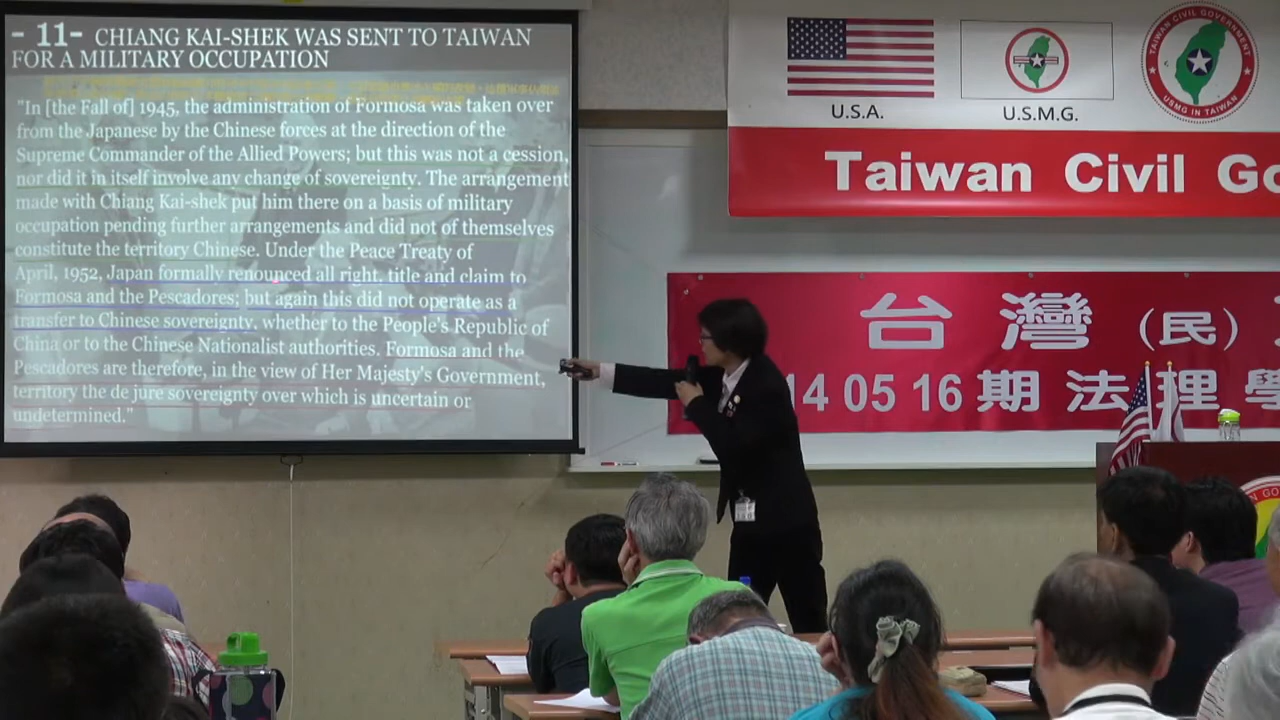 - 11- CHIANG KAI-SHEK WAS SENT TO TAIWAN
FOR A MILITARY OCCUPATION
"In [the Fall of] 1945, the administration of Formosa was taken over
from the Japanese by the Chinese forces at the direction of the
Supreme Commander of the Allied Powers; but this was not a cession,
nor did it in itself involve any change of sovereignty. The arrangement
made with Chiang Kai-shek put him there on a basis of military
occupation pending further arrangements and did not of themselves
constitute the territory Chinese. Under the Peace Treaty of
April, 1952, Japan formally renounced all right, title and claim to
Formosa and the Pescadores; but again this did not operate as a
transfer to Chinese sovereignty, whether to the People's Republic of
China or to the Chinese Nationalist authorities. Formosa and the
Pescadores are therefore, in the view of Her Majesty's Government,
territory the de jure sovereignty over which is uncertain or
undetermined."
U.S.A.
U.S.M.G.
TAIWAN CIVIL GOVERNMENT
USMG IN TAIWAN
Taiwan Civil Go
台灣(民)
14 05 16 期法理學